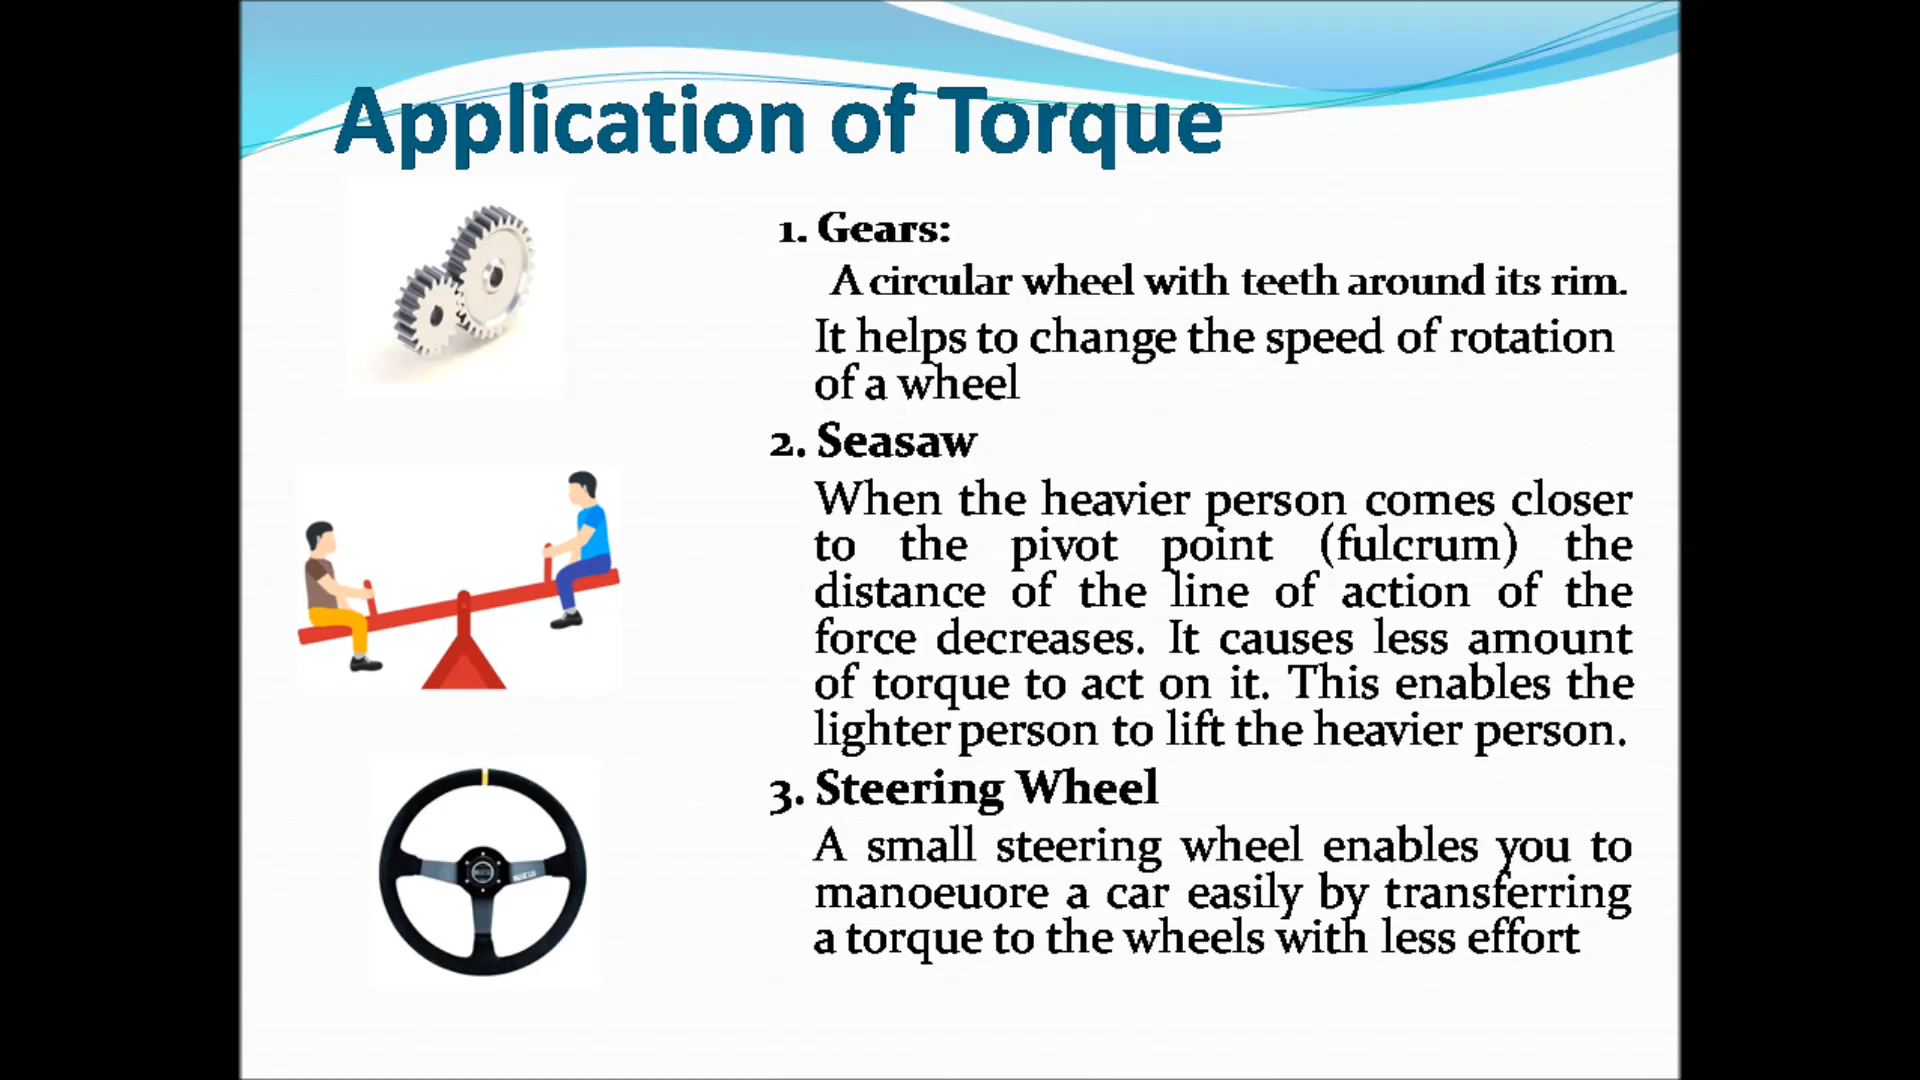 Application of Torque
1. Gears:
A circular wheel with teeth around its rim.
It helps to change the speed of rotation
of a wheel
2. Seasaw
When the heavier person comes closer
to the pivot point (fulcrum) the
distance of the line of action of the
force decreases. It causes less amount
of torque to act on it. This enables the
lighter person to lift the heavier person.
3. Steering Wheel
A small steering wheel enables you to
manoeuore a car easily by transferring
a torque to the wheels with less effort